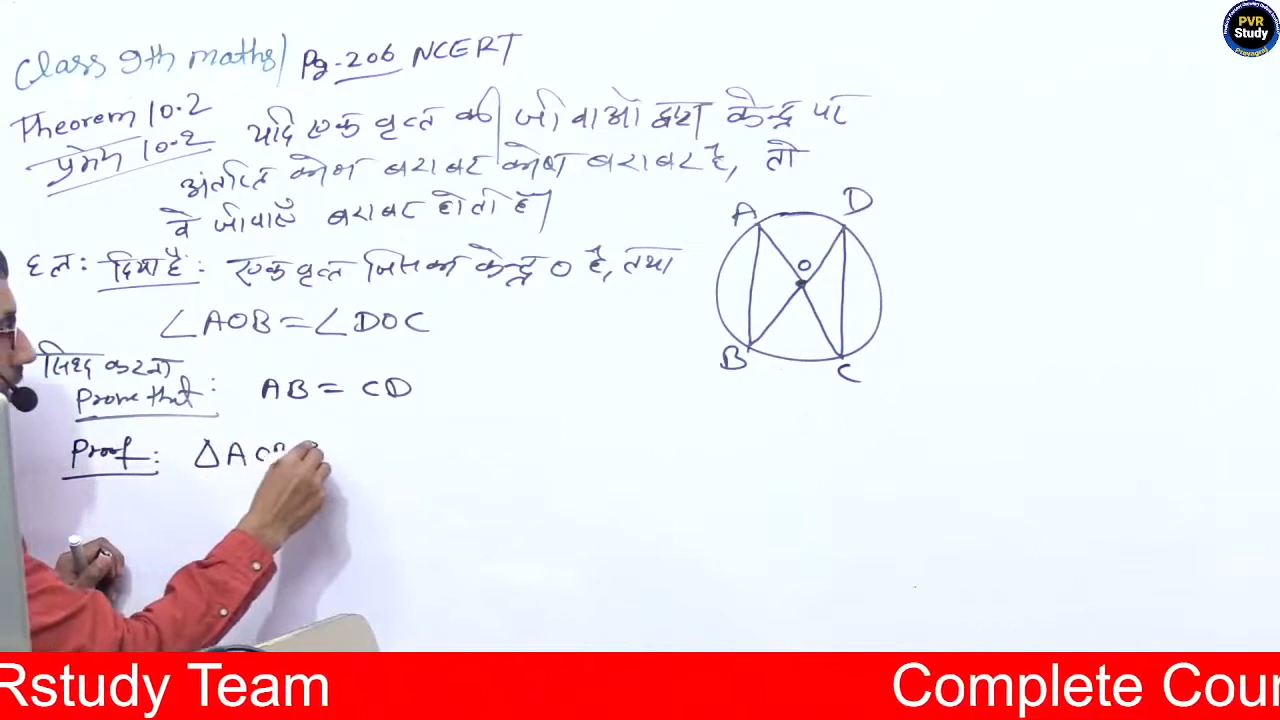 Class 9th maths | Pg-206 NCERT
Theorem 10.2
प्रमेय 10.2
यदि एक वृत्त की जीवाओं द्वारा केन्द्र पर
अंतरित कोण बराबर कोण बराबर है, तो
वे जीवाएँ बराबर होती हैं|
हल: दिया है: एक वृत्त जिसका केन्द्र O है, तथा
∠AOB = ∠DOC
सिध्द करना
Prove that: AB = CD
Proof: △AO
A D
O
B C
PVR
Study
Prayagraj
Rstudy Team Complete Cour